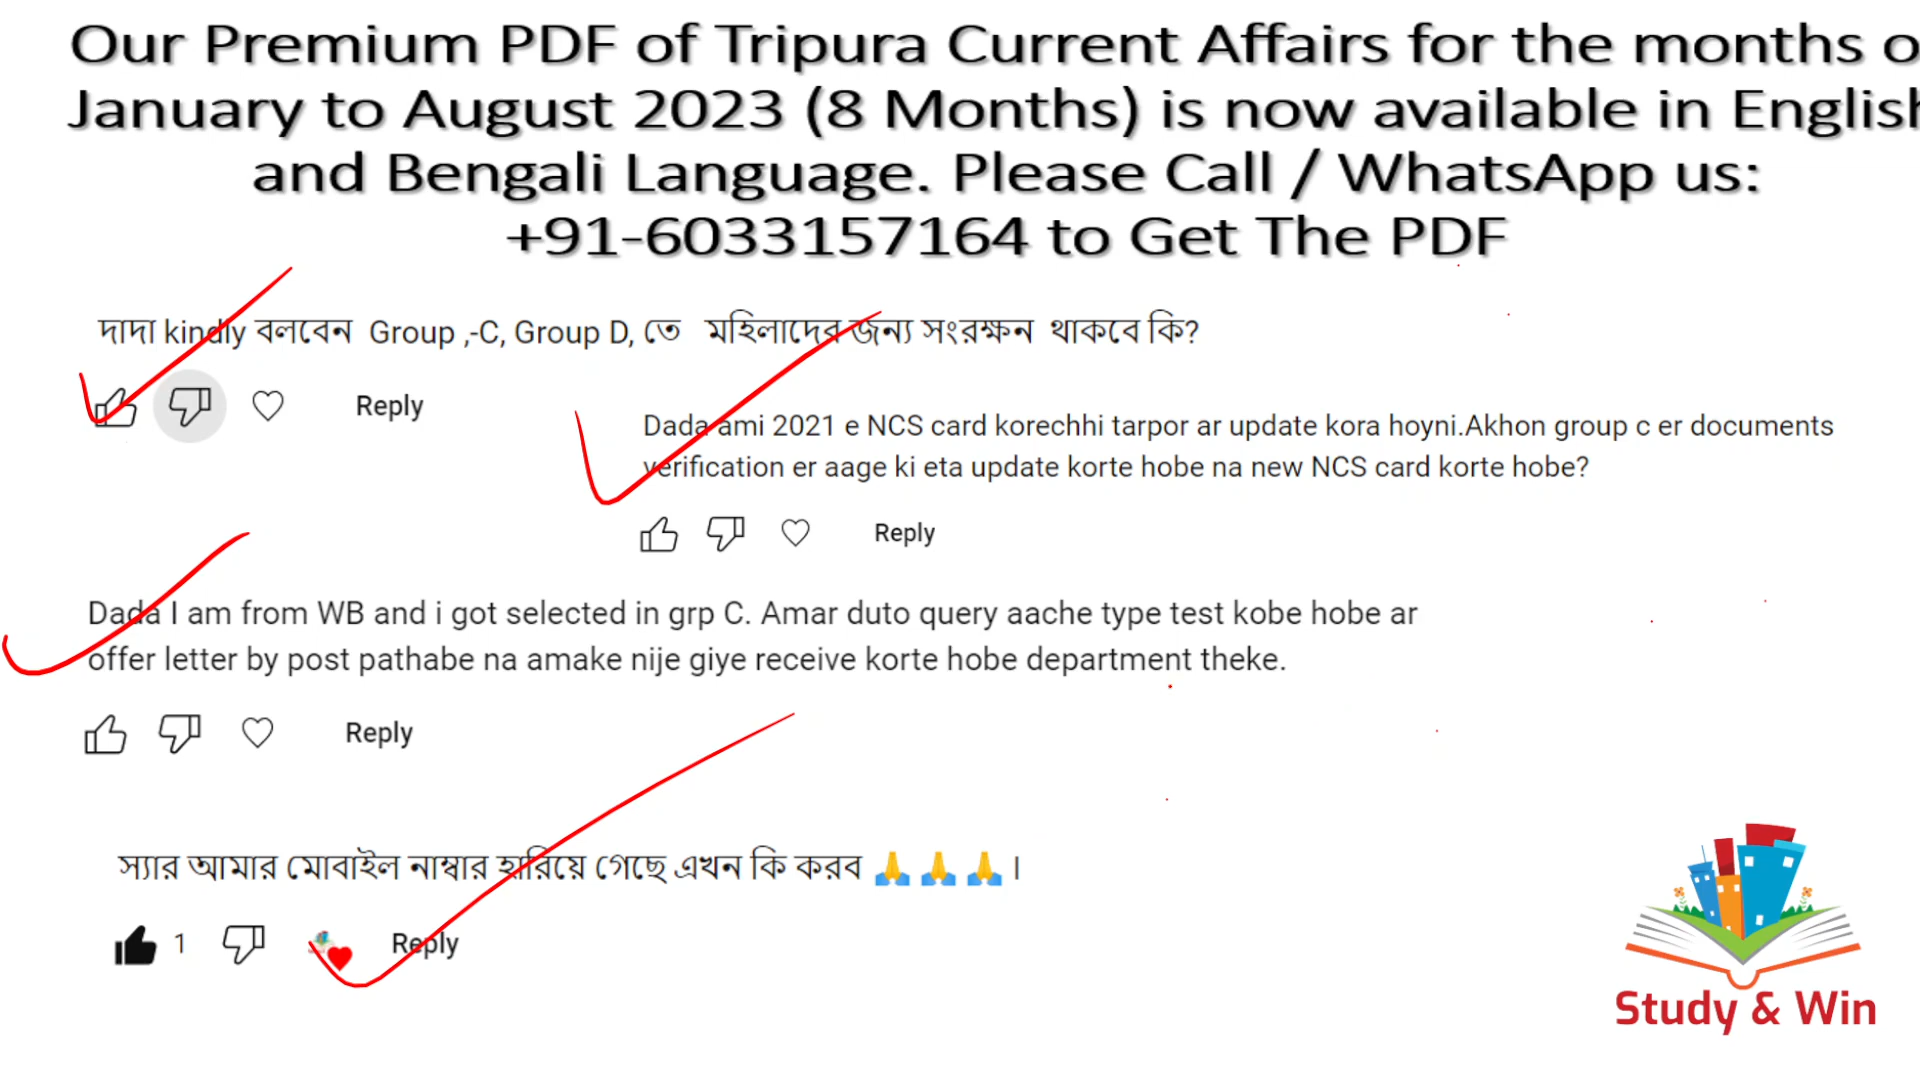 Our Premium PDF of Tripura Current Affairs for the months o
January to August 2023 (8 Months) is now available in English
and Bengali Language. Please Call / WhatsApp us:
+91-6033157164 to Get The PDF
দাদা kindly বলবেন Group ,-C, Group D, তে মহিলাদের জন্য সংরক্ষন থাকবে কি?
Reply
Dada ami 2021 e NCS card korechhi tarpor ar update kora hoyni.Akhon group c er documents
verification er aage ki eta update korte hobe na new NCS card korte hobe?
Reply
Dada I am from WB and i got selected in grp C. Amar duto query aache type test kobe hobe ar
offer letter by post pathabe na amake nije giye receive korte hobe department theke.
Reply
স্যার আমার মোবাইল নাম্বার হারিয়ে গেছে এখন কি করব 🙏🙏🙏।
1 Reply
Study & Win